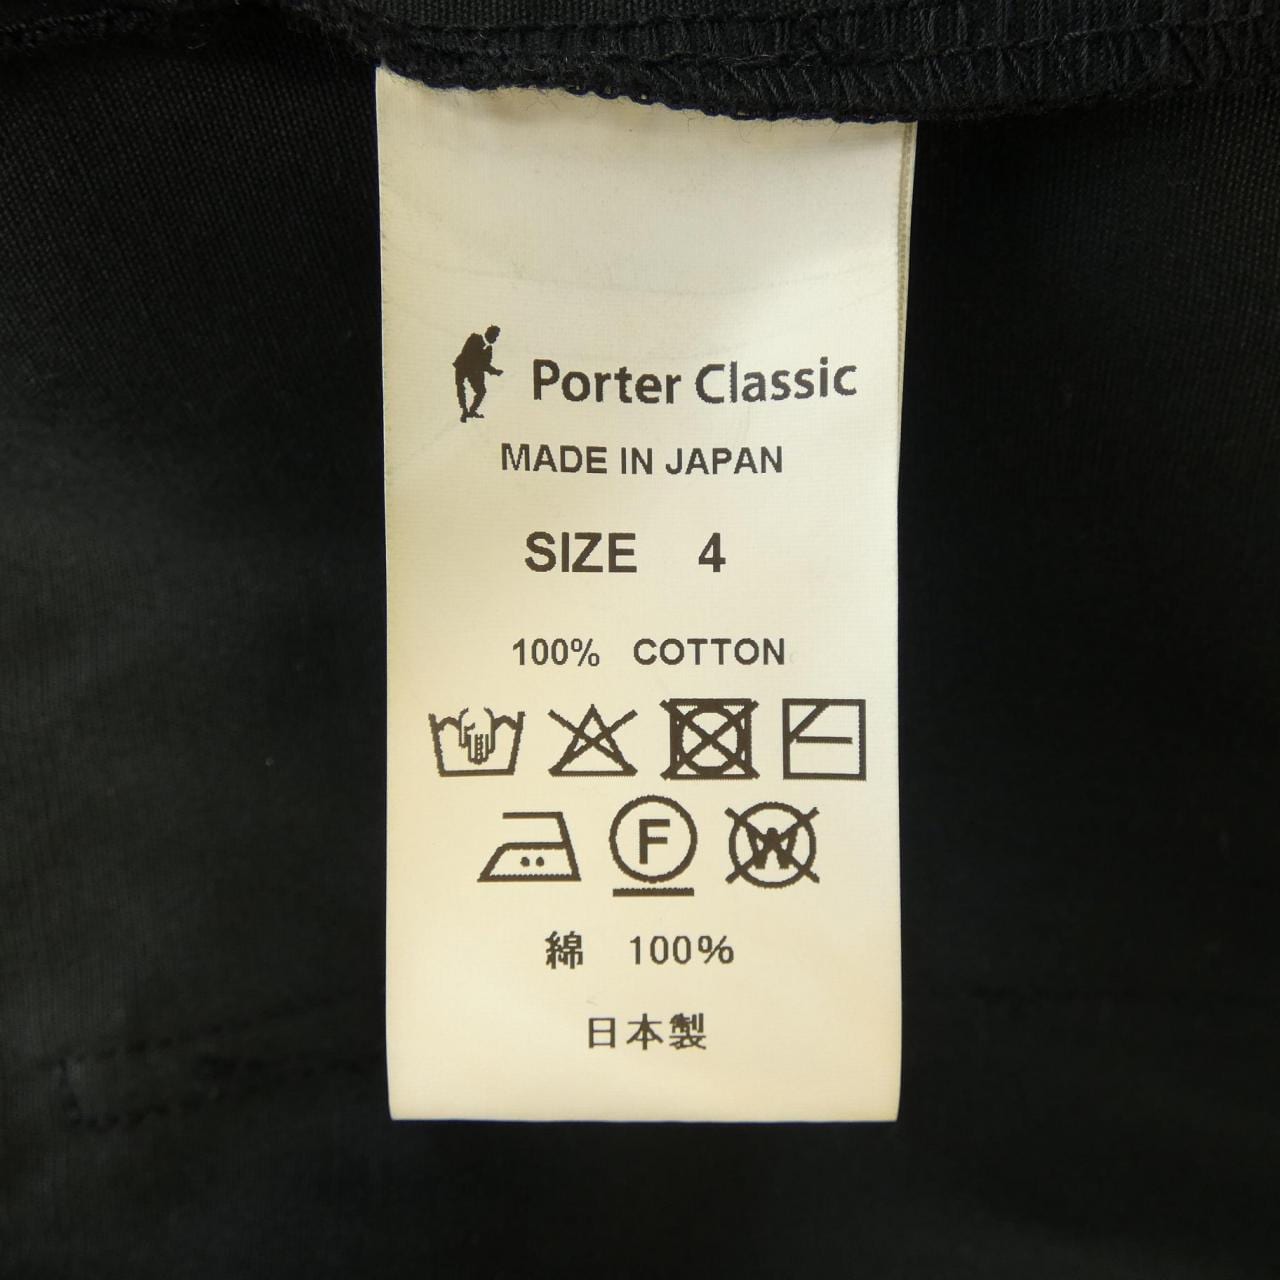 Porter Classic
MADE IN JAPAN
SIZE 4
100% COTTON
F W
綿 100%
日本製